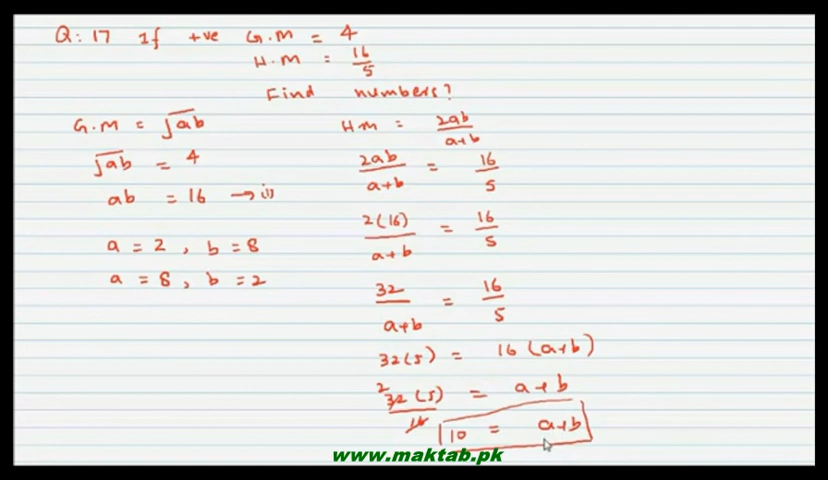 Q: 17 If +ve G.M = 4
H.M = 16/5
Find numbers?
G.M = √ab
√ab = 4
ab = 16 → (i)
a = 2 , b = 8
a = 8 , b = 2
H.M = 2ab/a+b
2ab/a+b = 16/5
2(16)/a+b = 16/5
32/a+b = 16/5
32(5) = 16(a+b)
2 32(5)/16 = a+b
10 = a+b
www.maktab.pk